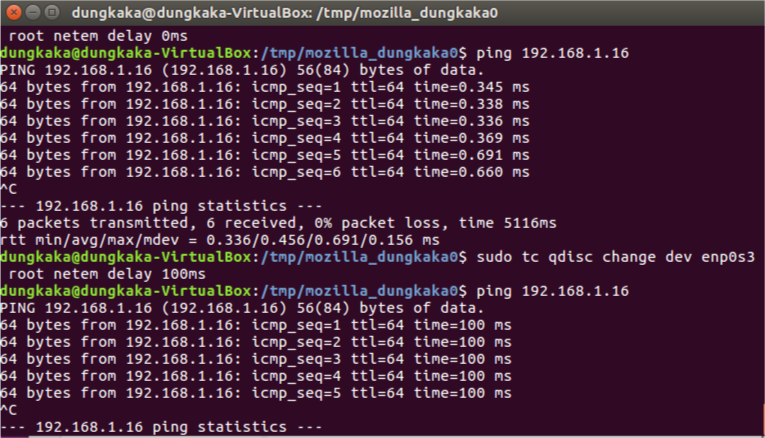 dungkaka@dungkaka-VirtualBox: /tmp/mozilla_dungkaka0
root netem delay 0ms
dungkaka@dungkaka-VirtualBox:/tmp/mozilla_dungkaka0$ ping 192.168.1.16
PING 192.168.1.16 (192.168.1.16) 56(84) bytes of data.
64 bytes from 192.168.1.16: icmp_seq=1 ttl=64 time=0.345 ms
64 bytes from 192.168.1.16: icmp_seq=2 ttl=64 time=0.338 ms
64 bytes from 192.168.1.16: icmp_seq=3 ttl=64 time=0.336 ms
64 bytes from 192.168.1.16: icmp_seq=4 ttl=64 time=0.369 ms
64 bytes from 192.168.1.16: icmp_seq=5 ttl=64 time=0.691 ms
64 bytes from 192.168.1.16: icmp_seq=6 ttl=64 time=0.660 ms
^C
--- 192.168.1.16 ping statistics ---
6 packets transmitted, 6 received, 0% packet loss, time 5116ms
rtt min/avg/max/mdev = 0.336/0.456/0.691/0.156 ms
dungkaka@dungkaka-VirtualBox:/tmp/mozilla_dungkaka0$ sudo tc qdisc change dev enp0s3
root netem delay 100ms
dungkaka@dungkaka-VirtualBox:/tmp/mozilla_dungkaka0$ ping 192.168.1.16
PING 192.168.1.16 (192.168.1.16) 56(84) bytes of data.
64 bytes from 192.168.1.16: icmp_seq=1 ttl=64 time=100 ms
64 bytes from 192.168.1.16: icmp_seq=2 ttl=64 time=100 ms
64 bytes from 192.168.1.16: icmp_seq=3 ttl=64 time=100 ms
64 bytes from 192.168.1.16: icmp_seq=4 ttl=64 time=100 ms
64 bytes from 192.168.1.16: icmp_seq=5 ttl=64 time=100 ms
^C
--- 192.168.1.16 ping statistics ---